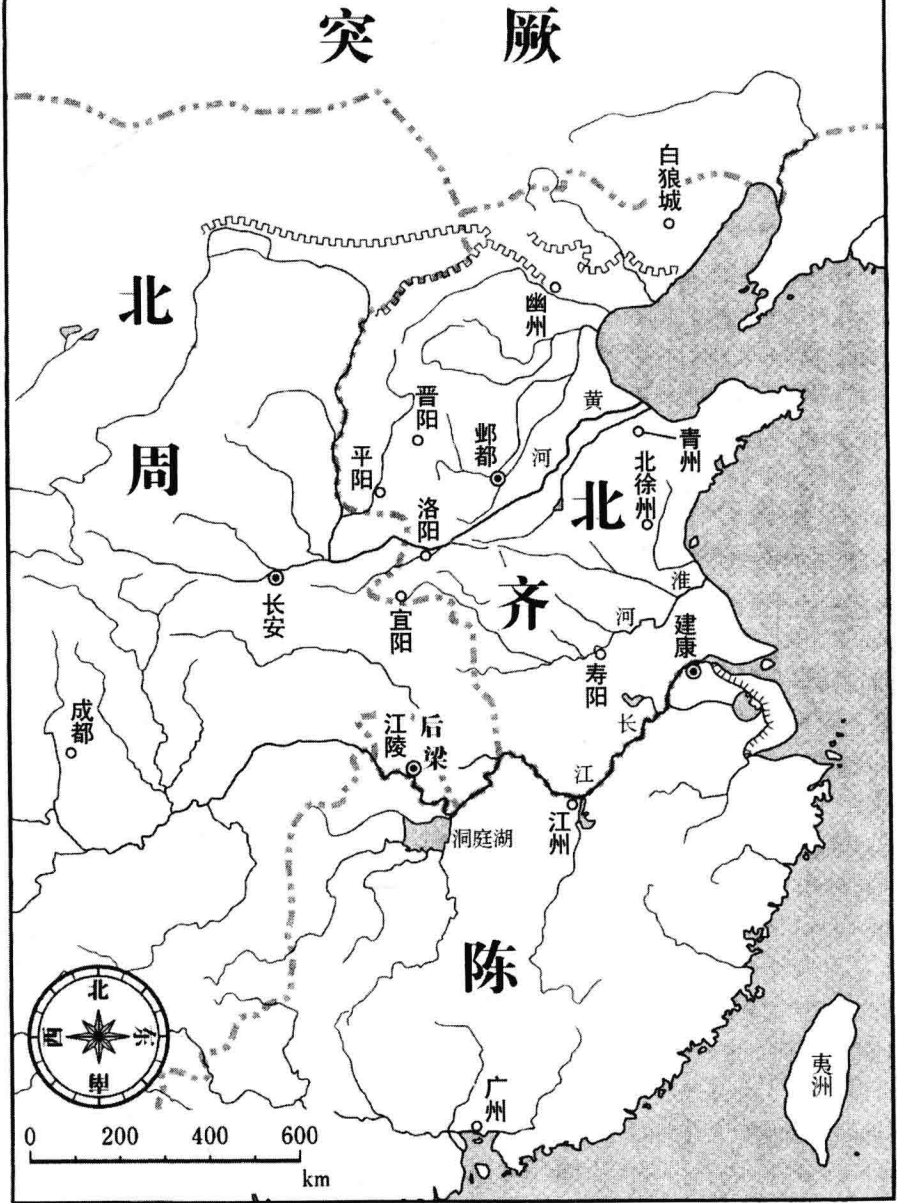 突厥
白狼城
北周
幽州
晋阳
邺都
黄河
平阳
青州
北徐州
洛阳
北齐
长安
宜阳
淮河
建康
寿阳
成都
江陵
后梁
长江
江州
洞庭湖
陈
北
西
东
南
广州
夷洲
0 200 400 600
km